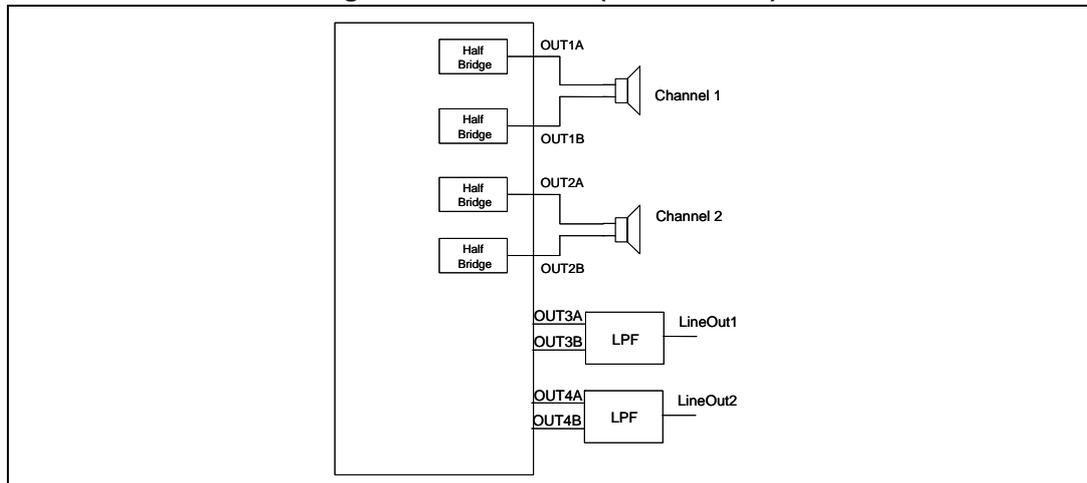 Half
Bridge
OUT1A
Channel 1
Half
Bridge
OUT1B
Half
Bridge
OUT2A
Channel 2
Half
Bridge
OUT2B
OUT3A
LPF
LineOut1
OUT3B
OUT4A
LPF
LineOut2
OUT4B